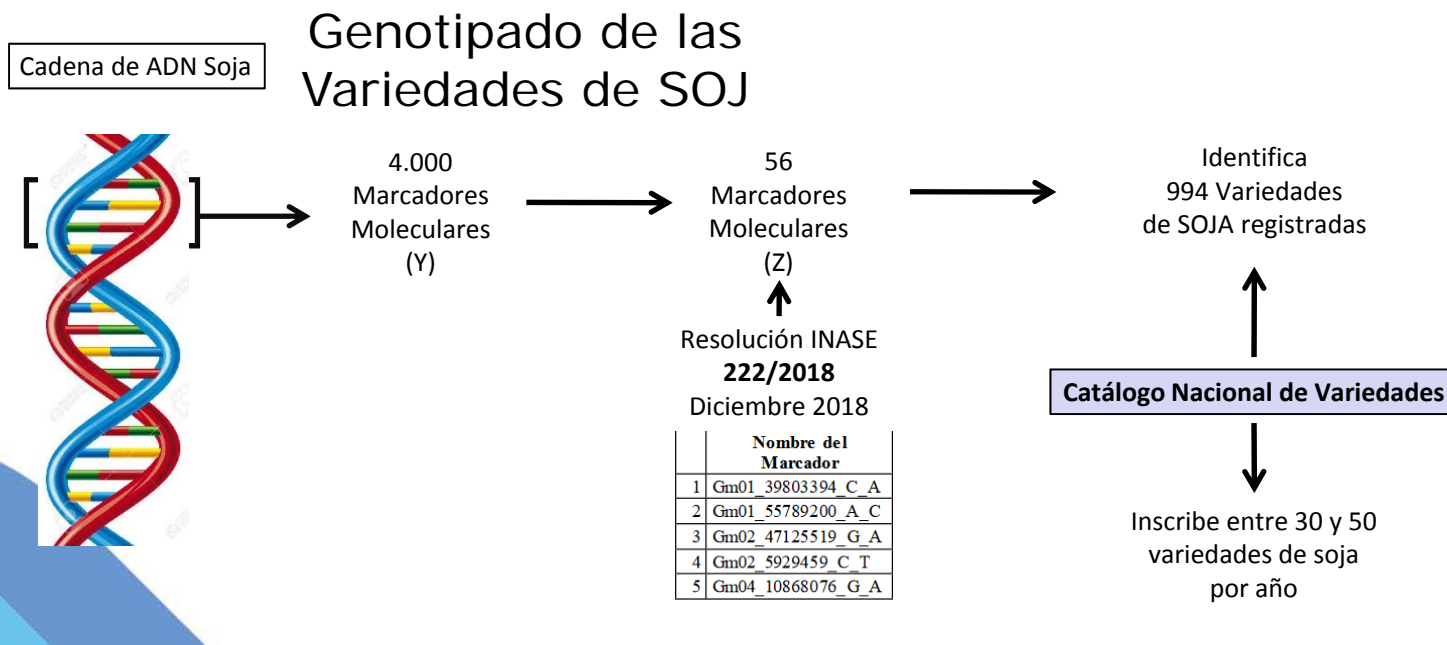 Genotipado de las
Variedades de SOJ
Cadena de ADN Soja
4.000
Marcadores
Moleculares
(Y)
56
Marcadores
Moleculares
(Z)
Resolución INASE
222/2018
Diciembre 2018
Nombre del
Marcador
1 Gm01_39803394_C_A
2 Gm01_55789200_A_C
3 Gm02_47125519_G_A
4 Gm02_5929459_C_T
5 Gm04_10868076_G_A
Identifica
994 Variedades
de SOJA registradas
Catálogo Nacional de Variedades
Inscribe entre 30 y 50
variedades de soja
por año